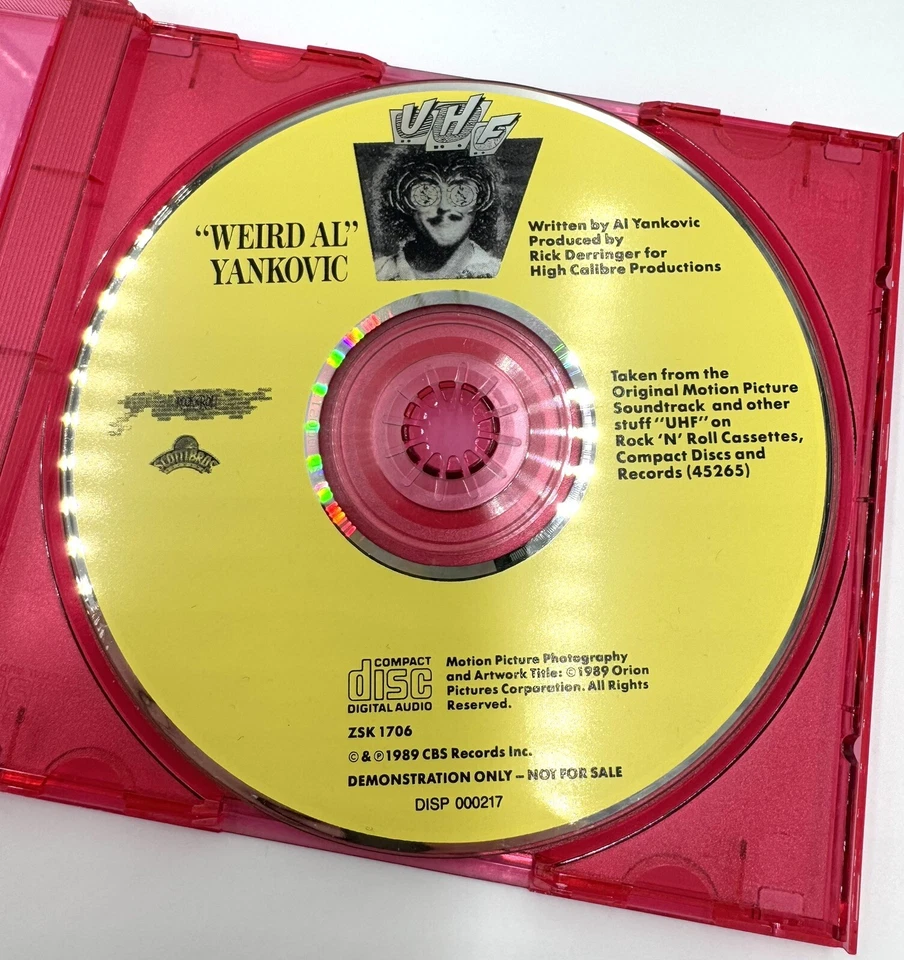 UHF
“WEIRD AL”
YANKOVIC
Written by Al Yankovic
Produced by
Rick Derringer for
High Calibre Productions
Taken from the
Original Motion Picture
Soundtrack and other
stuff “UHF” on
Rock ‘N’ Roll Cassettes,
Compact Discs and
Records (45265)
SCOTTI BROS
COMPACT
disc
DIGITAL AUDIO
Motion Picture Photography
and Artwork Title: ©1989 Orion
Pictures Corporation. All Rights
Reserved.
ZSK 1706
© & ℗ 1989 CBS Records Inc.
DEMONSTRATION ONLY – NOT FOR SALE
DISP 000217